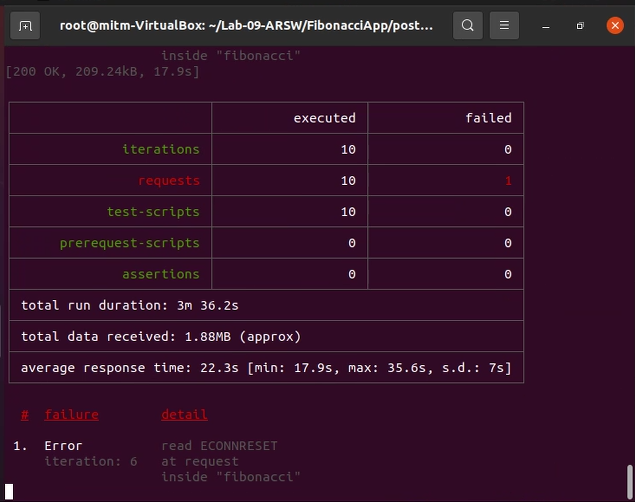 root@mitm-VirtualBox: ~/Lab-09-ARSW/FibonacciApp/post...
inside "fibonacci"
[200 OK, 209.24kB, 17.9s]
executed failed
iterations 10 0
requests 10 1
test-scripts 10 0
prerequest-scripts 0 0
assertions 0 0
total run duration: 3m 36.2s
total data received: 1.88MB (approx)
average response time: 22.3s [min: 17.9s, max: 35.6s, s.d.: 7s]
# failure detail
1. Error read ECONNRESET
iteration: 6 at request
inside "fibonacci"